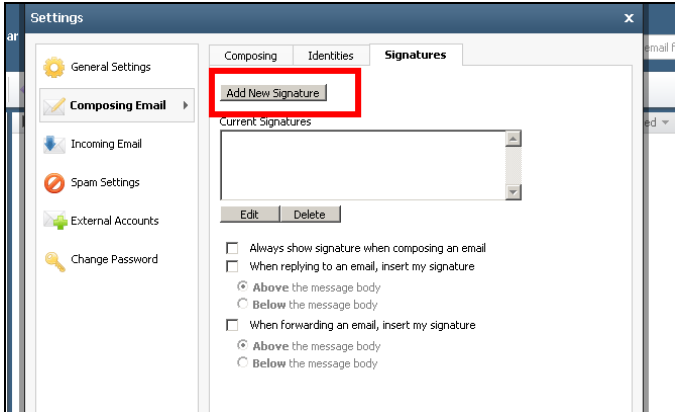 Settings
x
ar
email f
ed
General Settings
Composing Email
Incoming Email
Spam Settings
External Accounts
Change Password
Composing
Identities
Signatures
Add New Signature
Current Signatures
Edit
Delete
Always show signature when composing an email
When replying to an email, insert my signature
Above the message body
Below the message body
When forwarding an email, insert my signature
Above the message body
Below the message body